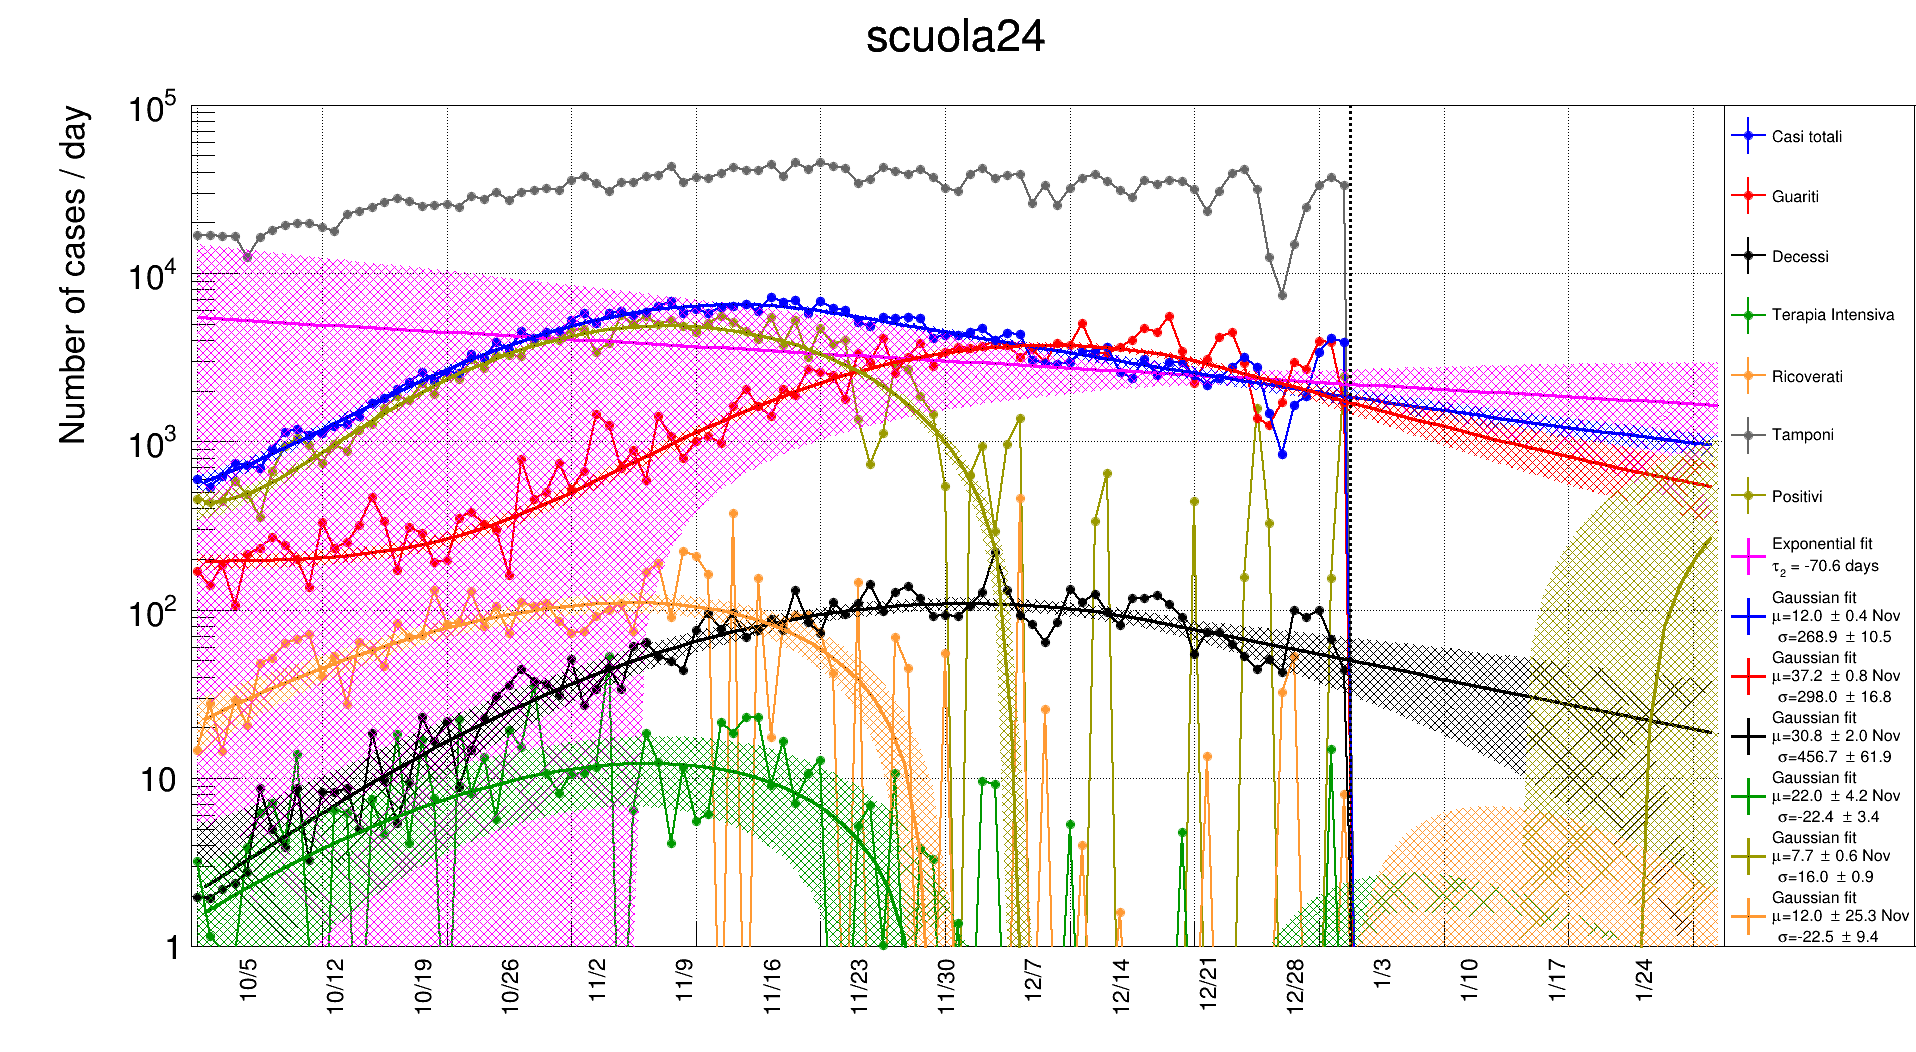 scuola24
Number of cases / day
10^5
10^4
10^3
10^2
10
1
10/5
10/12
10/19
10/26
11/2
11/9
11/16
11/23
11/30
12/7
12/14
12/21
12/28
1/3
1/10
1/17
1/24
Casi totali
Guariti
Decessi
Terapia Intensiva
Ricoverati
Tamponi
Positivi
Exponential fit
τ₂ = -70.6 days
Gaussian fit
μ=12.0 ± 0.4 Nov
σ=268.9 ± 10.5
Gaussian fit
μ=37.2 ± 0.8 Nov
σ=298.0 ± 16.8
Gaussian fit
μ=30.8 ± 2.0 Nov
σ=456.7 ± 61.9
Gaussian fit
μ=22.0 ± 4.2 Nov
σ=-22.4 ± 3.4
Gaussian fit
μ=7.7 ± 0.6 Nov
σ=16.0 ± 0.9
Gaussian fit
μ=12.0 ± 25.3 Nov
σ=-22.5 ± 9.4